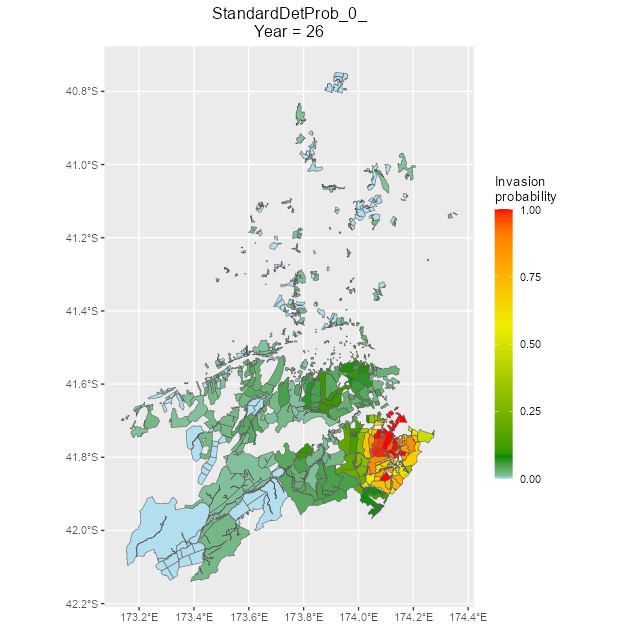 StandardDetProb_0_
Year = 26
40.8°S
41.0°S
41.2°S
41.4°S
41.6°S
41.8°S
42.0°S
42.2°S
173.2°E
173.4°E
173.6°E
173.8°E
174.0°E
174.2°E
174.4°E
Invasion
probability
1.00
0.75
0.50
0.25
0.00